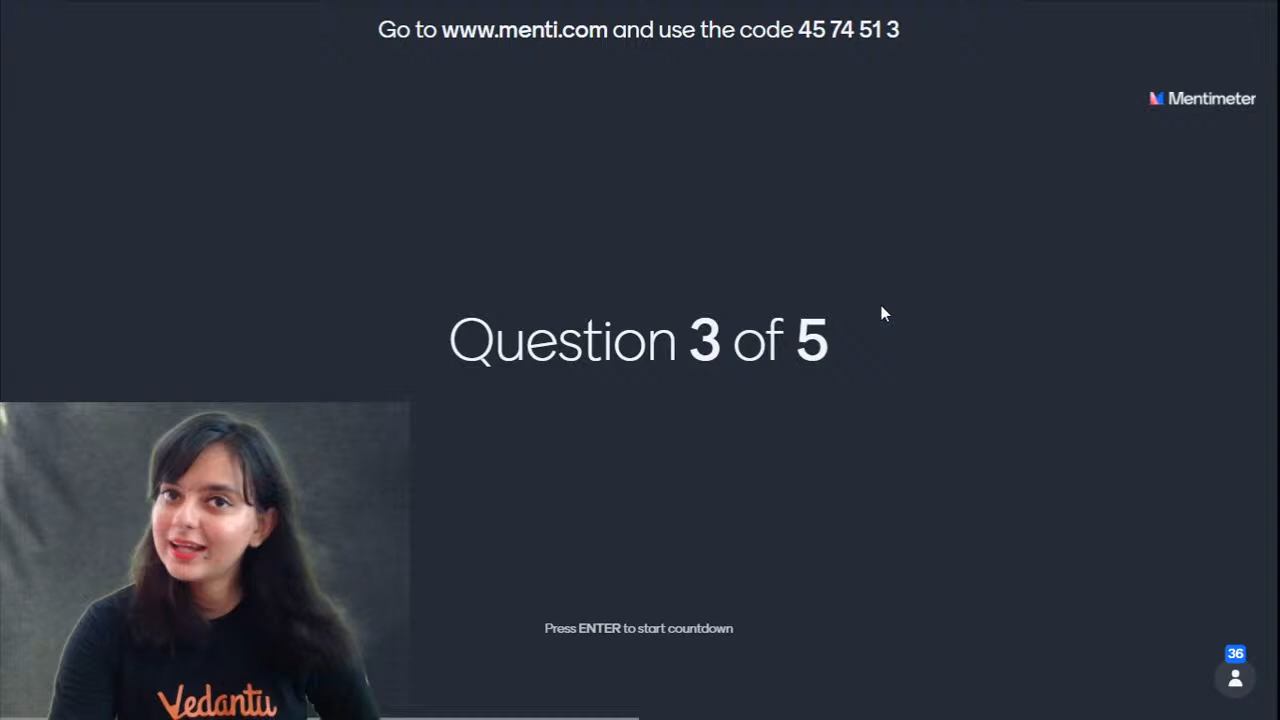 Go to www.menti.com and use the code 45 74 51 3
Mentimeter
Question 3 of 5
Press ENTER to start countdown
36
Vedantu